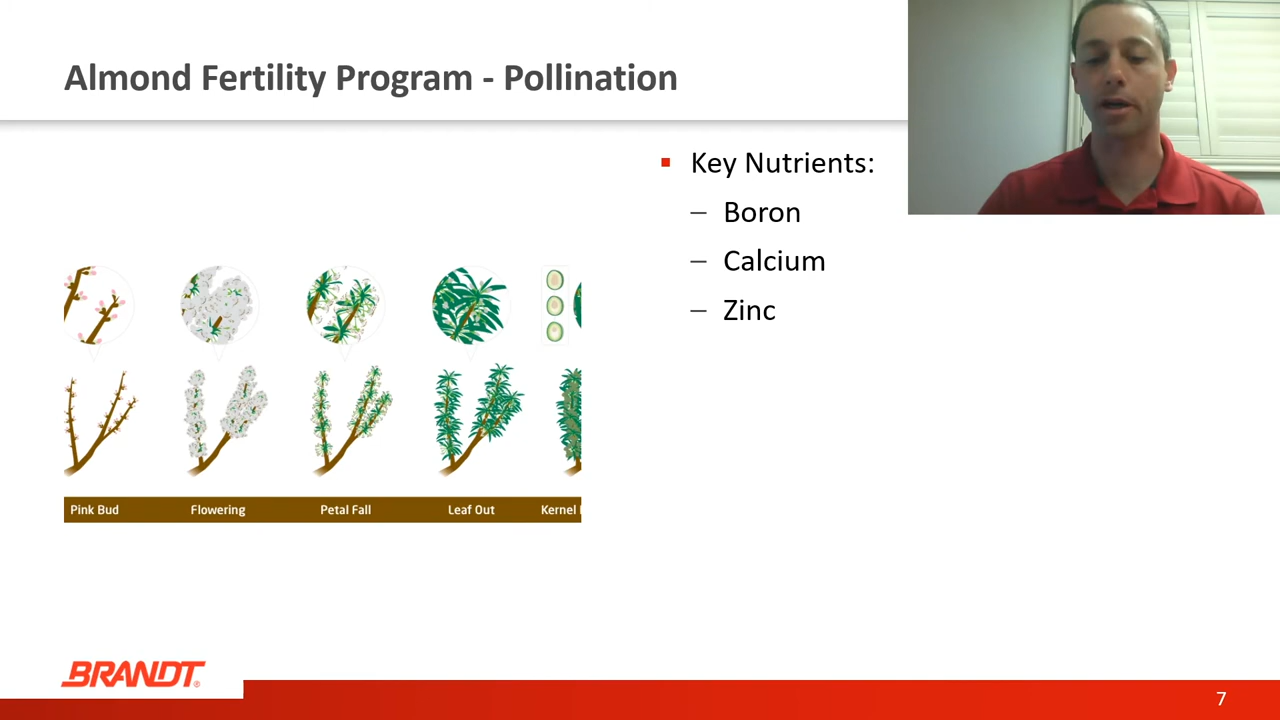 Almond Fertility Program - Pollination
Key Nutrients:
– Boron
– Calcium
– Zinc
Pink Bud Flowering Petal Fall Leaf Out Kernel
BRANDT®
7